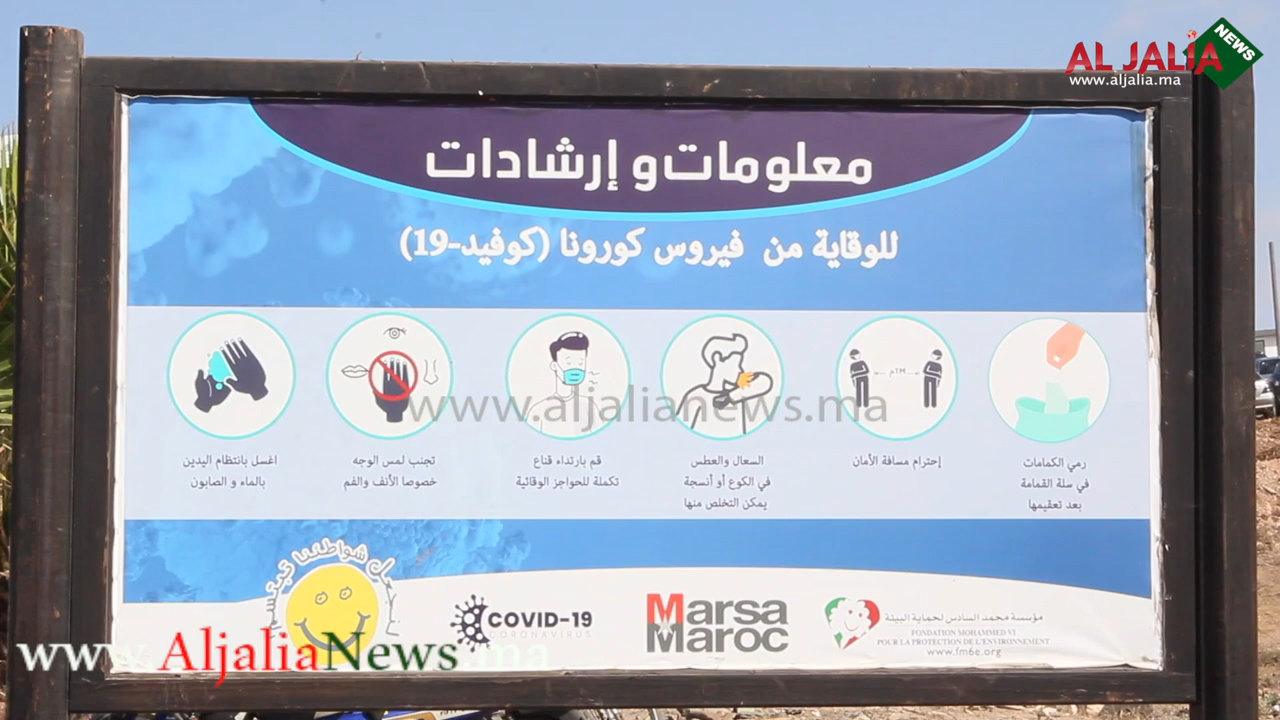 AL JALIA
NEWS
www.aljalia.ma
معلومات و إرشادات
للوقاية من فيروس كورونا (كوفيد-19)
1M م
www.aljalianews.ma
رمي الكمامات
في سلة القمامة
بعد تعقيمها
إحترام مسافة الأمان
السعال والعطس
في الكوع أو أنسجة
يمكن التخلص منها
قم بارتداء قناع
تكملة للحواجز الوقائية
تجنب لمس الوجه
خصوصا الأنف والفم
اغسل بانتظام اليدين
بالماء و الصابون
شواطئنا
COVID-19
CORONAVIRUS
Marsa
Maroc
مؤسسة محمد السادس لحماية البيئة
FONDATION MOHAMMED VI
POUR LA PROTECTION DE L'ENVIRONNEMENT
www.fm6e.org
www.AljaliaNews.ma